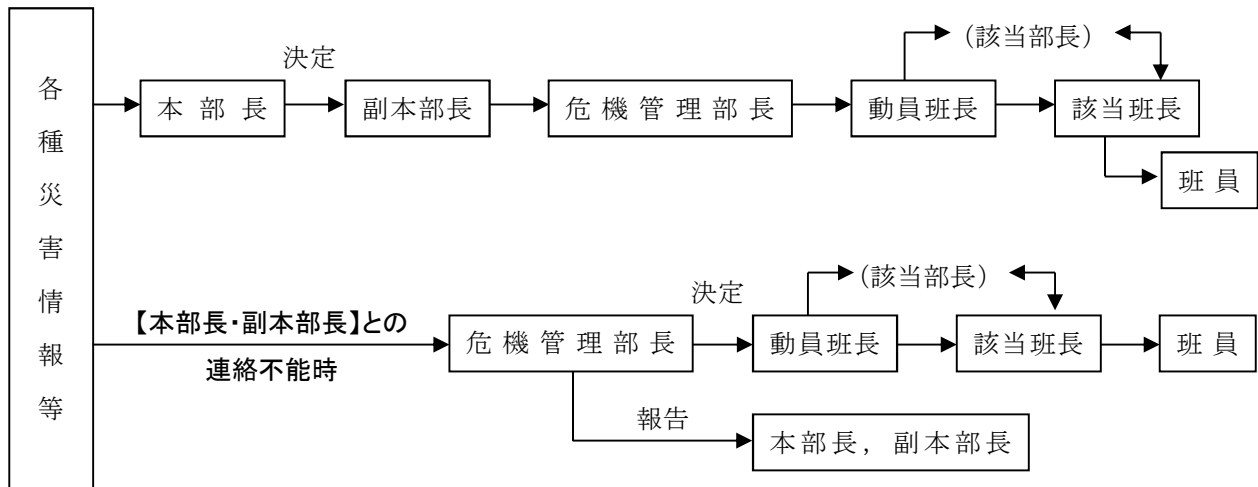 各種災害情報等
(該当部長)
決定
本部長
副本部長
危機管理部長
動員班長
該当班長
班員
(該当部長)
決定
【本部長・副本部長】との
連絡不能時
危機管理部長
動員班長
該当班長
班員
報告
本部長，副本部長